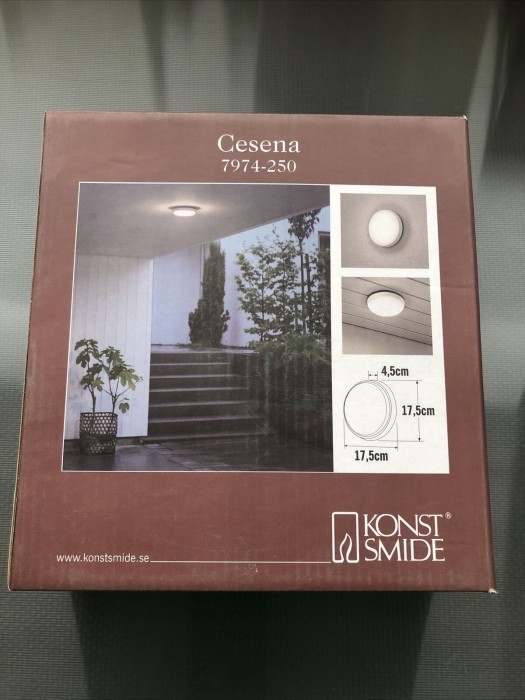 Cesena
7974-250
4,5cm
17,5cm
17,5cm
KONST®
SMIDE
www.konstsmide.se